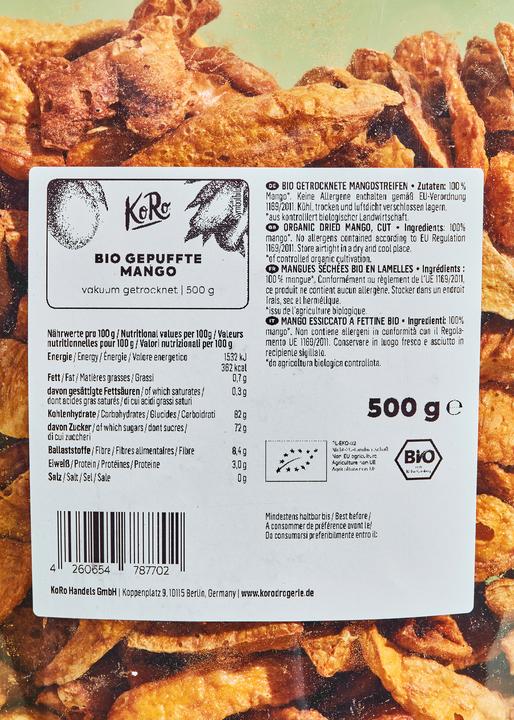 KoRo
BIO GEPUFFTE
MANGO
vakuum getrocknet | 500 g
DE BIO GETROCKNETE MANGOSTREIFEN • Zutaten: 100 %
Mango*. Keine Allergene enthalten gemäß EU-Verordnung
1169/2011. Kühl, trocken und luftdicht verschlossen lagern.
*aus kontrolliert biologischer Landwirtschaft.
GB ORGANIC DRIED MANGO, CUT • Ingredients: 100%
mango*. No allergens contained according to EU Regulation
1169/2011. Store airtight in a dry and cool place.
*of controlled organic cultivation.
FR MANGUES SÉCHÉES BIO EN LAMELLES • Ingrédients :
100 % mangue*. Conformément au règlement de l'UE 1169/2011,
ce produit ne contient aucun allergène. Stocker dans un endroit
frais, sec et hermétique.
*issu de l'agriculture biologique.
IT MANGO ESSICCATO A FETTINE BIO • Ingredienti: 100%
mango*. Non contiene allergeni in conformità con il Regola-
mento UE 1169/2011. Conservare in luogo fresco e asciutto in
recipiente sigillato.
*da agricoltura biologica controllata.
Nährwerte pro 100 g / Nutritional values per 100g / Valeurs
nutritionnelles pour 100 g / Valori nutrizionali per 100 g
Energie / Energy / Énergie / Valore energetico 1532 kJ
362 kcal
Fett / Fat / Matières grasses / Grassi 0,7 g
davon gesättigte Fettsäuren / of which saturates / 0,3 g
dont acides gras saturés / di cui acidi grassi saturi
Kohlenhydrate / Carbohydrates / Glucides / Carboidrati 82 g
davon Zucker / of which sugars / dont sucres / 72 g
di cui zuccheri
Ballaststoffe / Fibre / Fibres alimentaires / Fibre 8,4 g
Eiweiß / Protein / Protéines / Proteine 3,0 g
Salz / Salt / Sel / Sale 0 g
500 g e
Non EU agriculture
Agriculture non UE
BIO
Mindestens haltbar bis / Best before /
A consommer de préférence avant le/
Da consumarsi preferibilmente entro il:
4 260654 787702
KoRo Handels GmbH | Koppenplatz 9, 10115 Berlin, Germany | www.korodrogerie.de